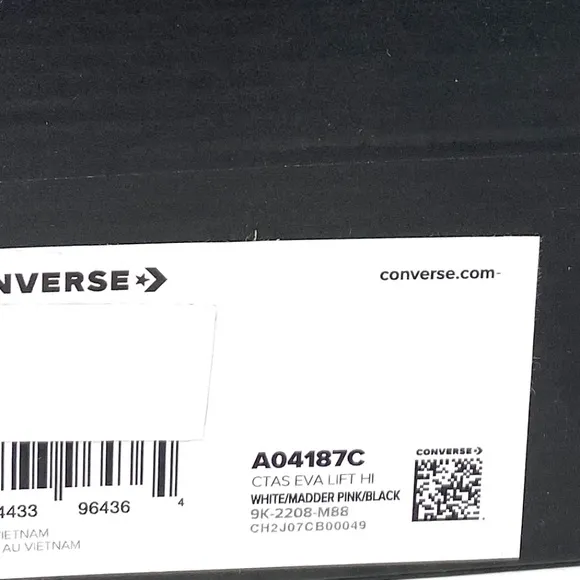 NVERSE
converse.com
A04187C
CTAS EVA LIFT HI
WHITE/MADDER PINK/BLACK
9K-2208-M88
CH2J07CB00049
CONVERSE
4433 96436 4
VIETNAM
AU VIETNAM